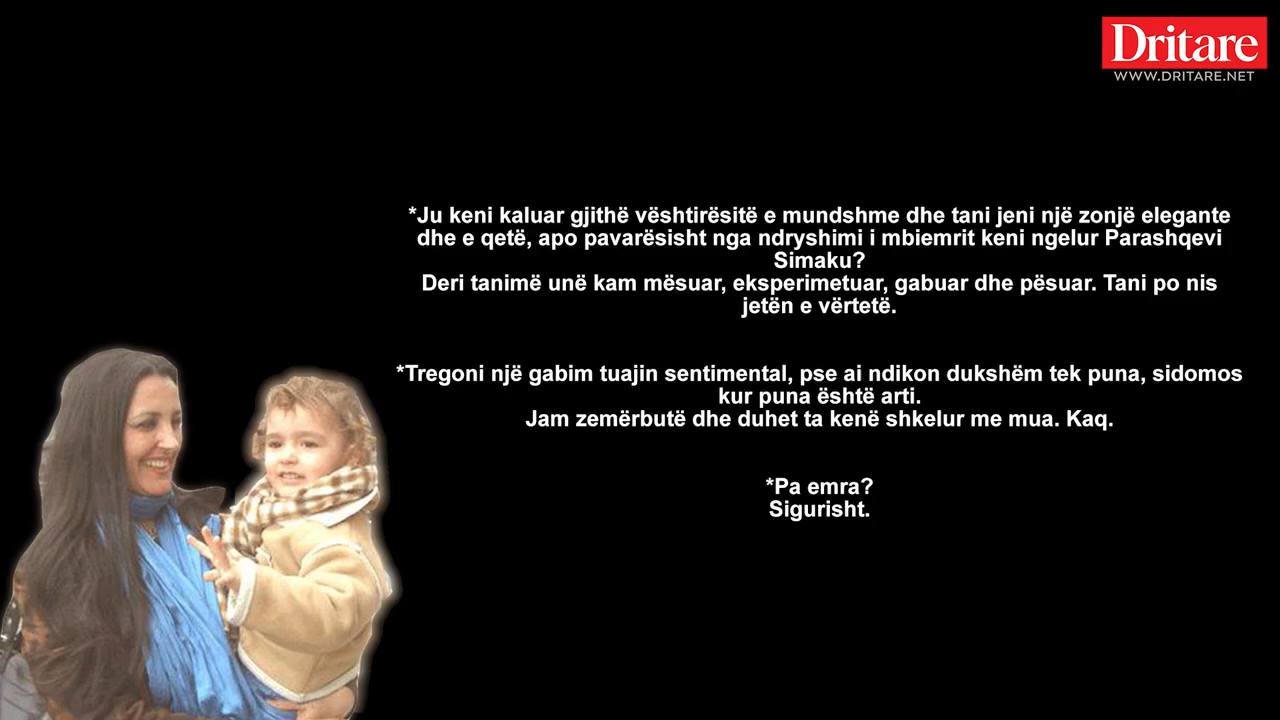 Dritare
WWW.DRITARE.NET
*Ju keni kaluar gjithë vështirësitë e mundshme dhe tani jeni një zonjë elegante
dhe e qetë, apo pavarësisht nga ndryshimi i mbiemrit keni ngelur Parashqevi
Simaku?
Deri tanimë unë kam mësuar, eksperimetuar, gabuar dhe pësuar. Tani po nis
jetën e vërtetë.
*Tregoni një gabim tuajin sentimental, pse ai ndikon dukshëm tek puna, sidomos
kur puna është arti.
Jam zemërbutë dhe duhet ta kenë shkelur me mua. Kaq.
*Pa emra?
Sigurisht.